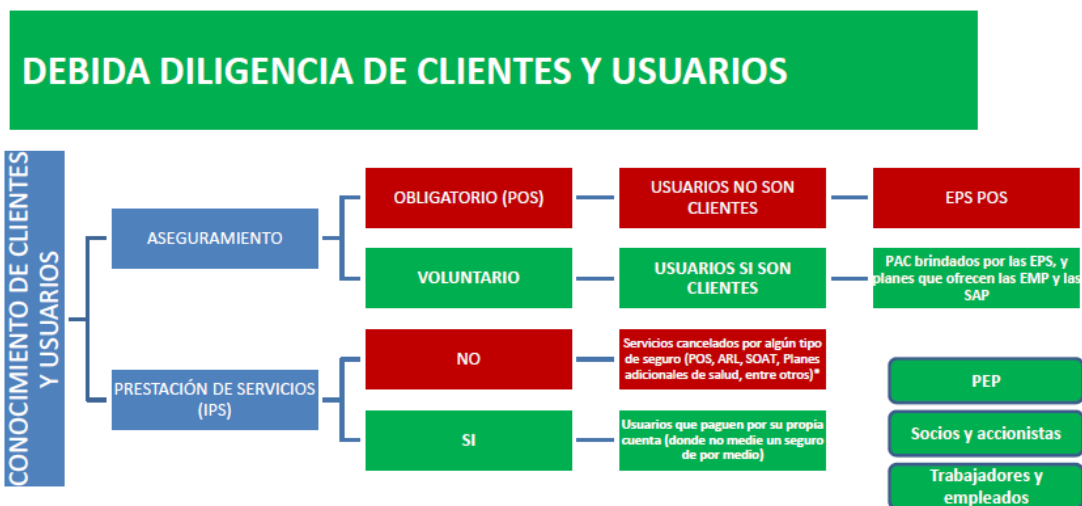 DEBIDA DILIGENCIA DE CLIENTES Y USUARIOS
CONOCIMIENTO DE CLIENTES
Y USUARIOS
ASEGURAMIENTO
OBLIGATORIO (POS)
USUARIOS NO SON
CLIENTES
EPS POS
VOLUNTARIO
USUARIOS SI SON
CLIENTES
PAC brindados por las EPS, y
planes que ofrecen las EMP y las
SAP
PRESTACIÓN DE SERVICIOS
(IPS)
NO
Servicios cancelados por algún tipo
de seguro (POS, ARL, SOAT, Planes
adicionales de salud, entre otros)*
SI
Usuarios que paguen por su propia
cuenta (donde no medie un seguro
de por medio)
PEP
Socios y accionistas
Trabajadores y
empleados